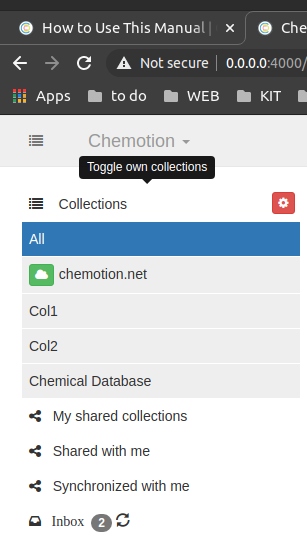 How to Use This Manual |
Che
Not secure | 0.0.0.0:4000/
Apps to do WEB KIT
Chemotion
Toggle own collections
Collections
All
chemotion.net
Col1
Col2
Chemical Database
My shared collections
Shared with me
Synchronized with me
Inbox 2